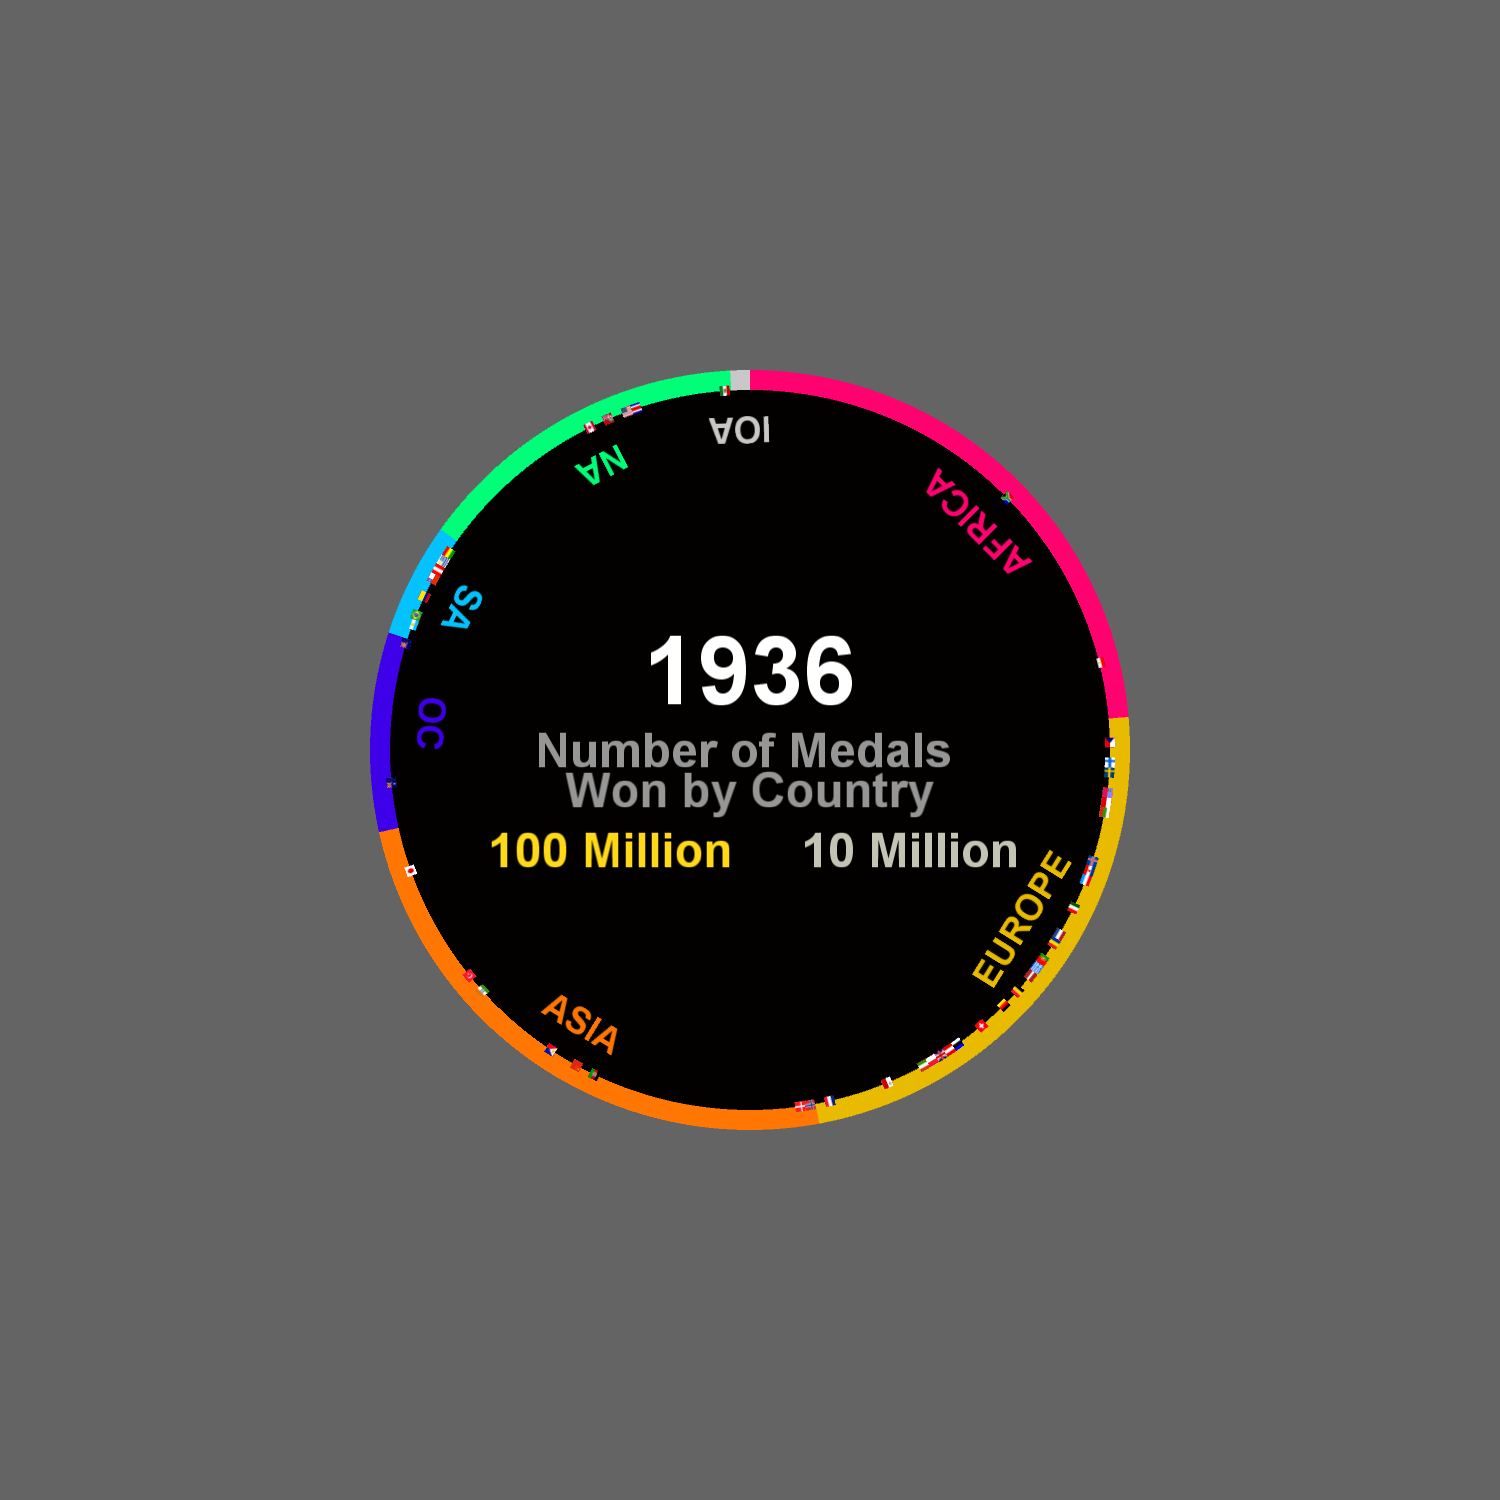 IOA
NA
AFRICA
SA
1936
OC
Number of Medals
Won by Country
100 Million
10 Million
EUROPE
ASIA